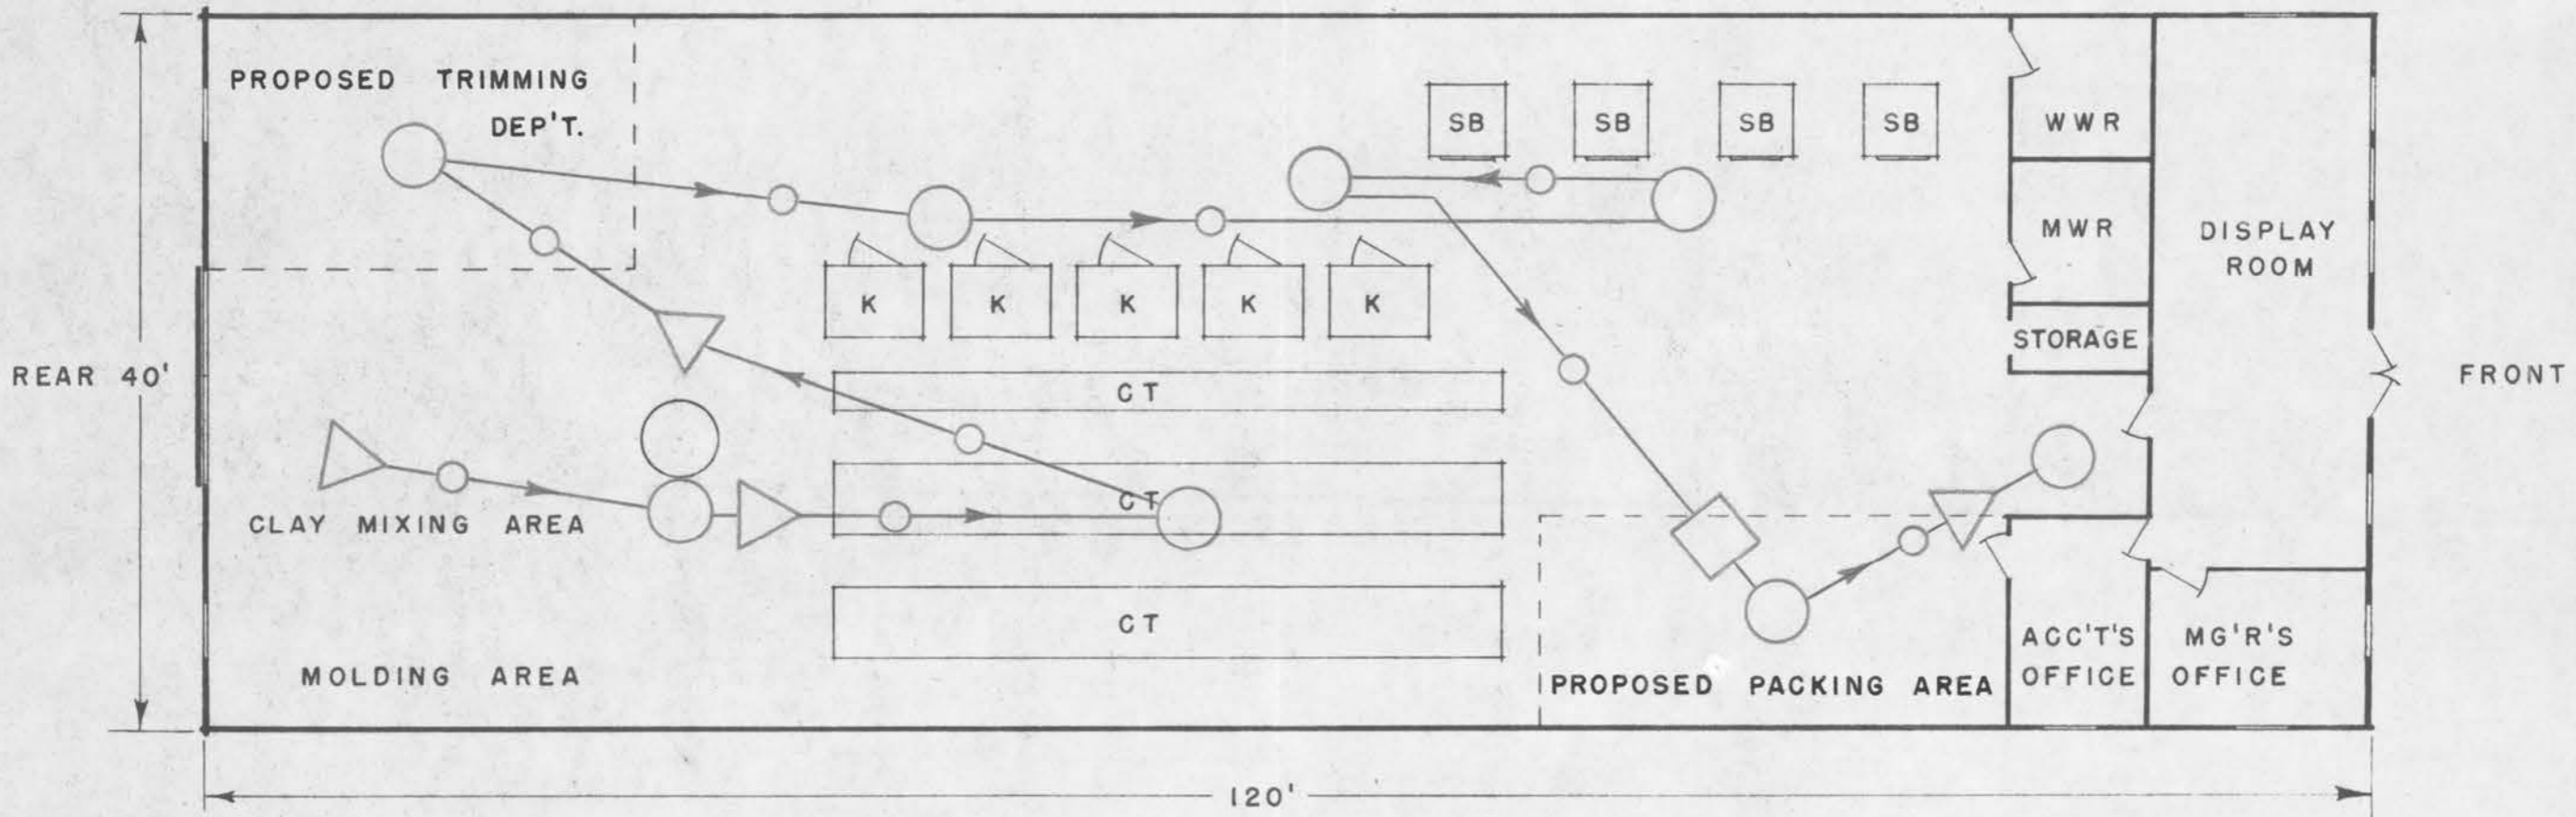 PROPOSED TRIMMING
DEP'T.
SB
SB
SB
SB
WWR
MWR
DISPLAY
ROOM
K
K
K
K
K
STORAGE
REAR 40'
FRONT
CT
CT
CLAY MIXING AREA
CT
MOLDING AREA
PROPOSED PACKING AREA
ACC'T'S
OFFICE
MG'R'S
OFFICE
120'